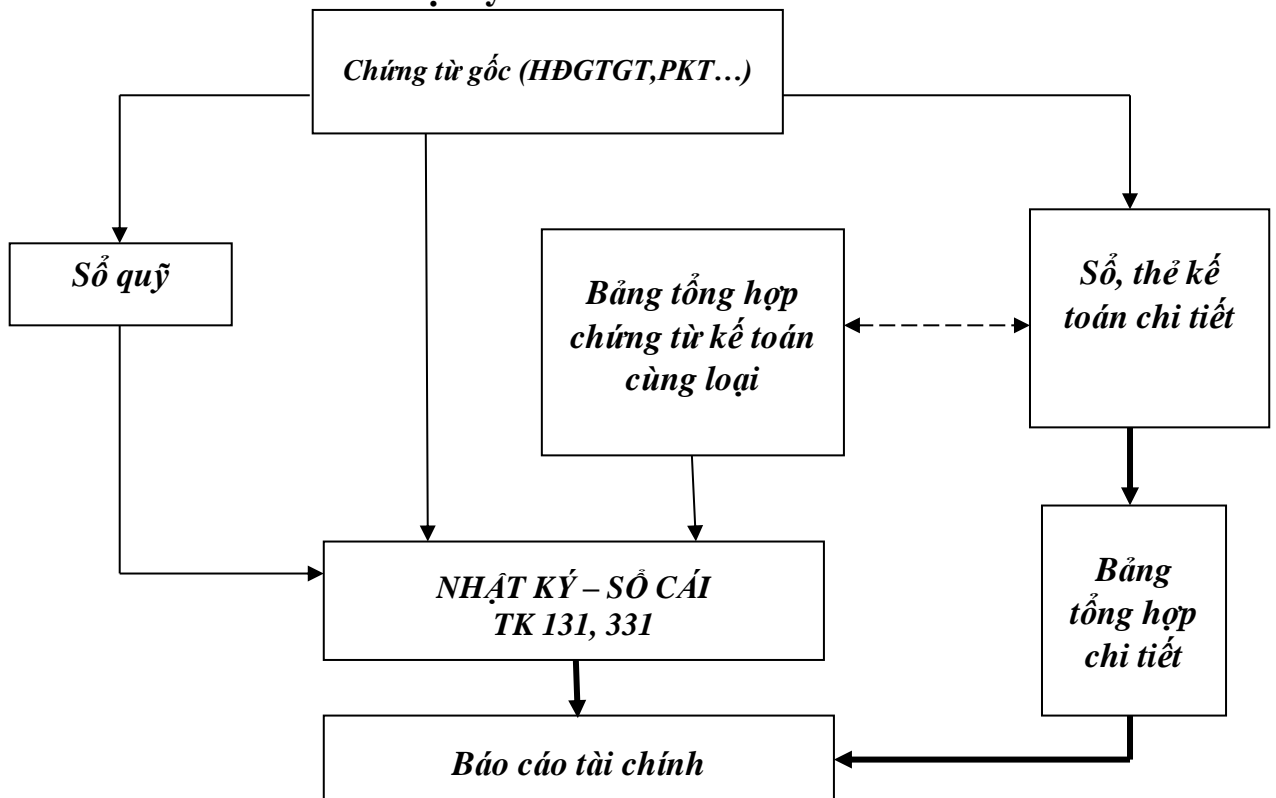 Chứng từ gốc (HĐGTGT,PKT…)
Sổ quỹ
Bảng tổng hợp
chứng từ kế toán
cùng loại
Sổ, thẻ kế
toán chi tiết
NHẬT KÝ – SỔ CÁI
TK 131, 331
Bảng
tổng hợp
chi tiết
Báo cáo tài chính